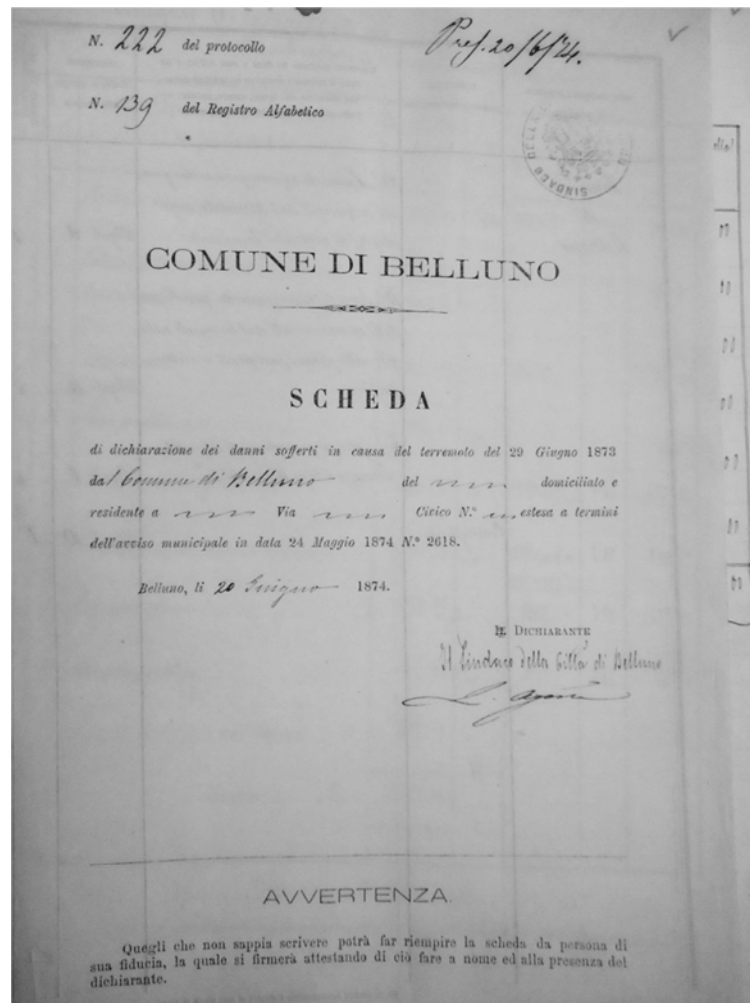 N. 222 del protocollo
Pres. 20/6/74.
N. 139 del Registro Alfabetico
SINDACO DELLA
COMUNE DI BELLUNO
SCHEDA
di dichiarazione dei danni sofferti in causa del terremoto del 29 Giugno 1873
dal Comune di Belluno del domiciliato e
residente a Via Civico N.º estesa a termini
dell'avviso municipale in data 24 Maggio 1874 N.º 2618.
Belluno, li 20 Giugno 1874.
IL DICHIARANTE
Il Sindaco della Città di Belluno
AVVERTENZA.
Quegli che non sappia scrivere potrà far riempire la scheda da persona di
sua fiducia, la quale si firmerà attestando di ciò fare a nome ed alla presenza del
dichiarante.